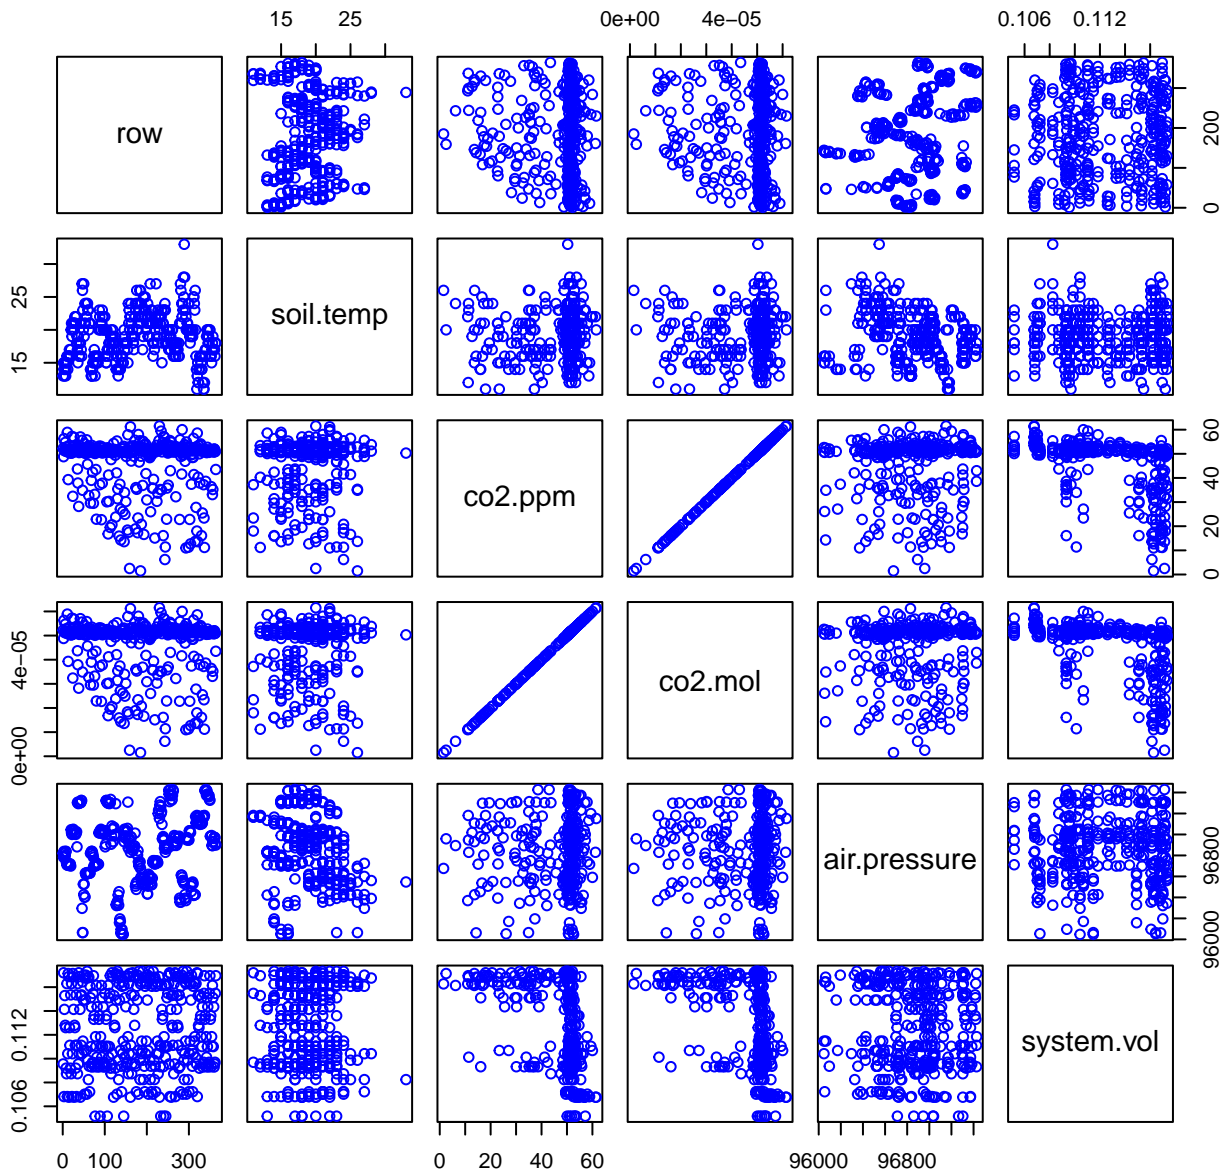 15 25 0e+00 4e-05 0.106 0.112
row 0 200
15 25 soil.temp
co2.ppm 0 20 40 60
0e+00 4e-05 co2.mol
air.pressure 96000 96800
0.106 0.112 system.vol
0 100 300 0 20 40 60 96000 96800